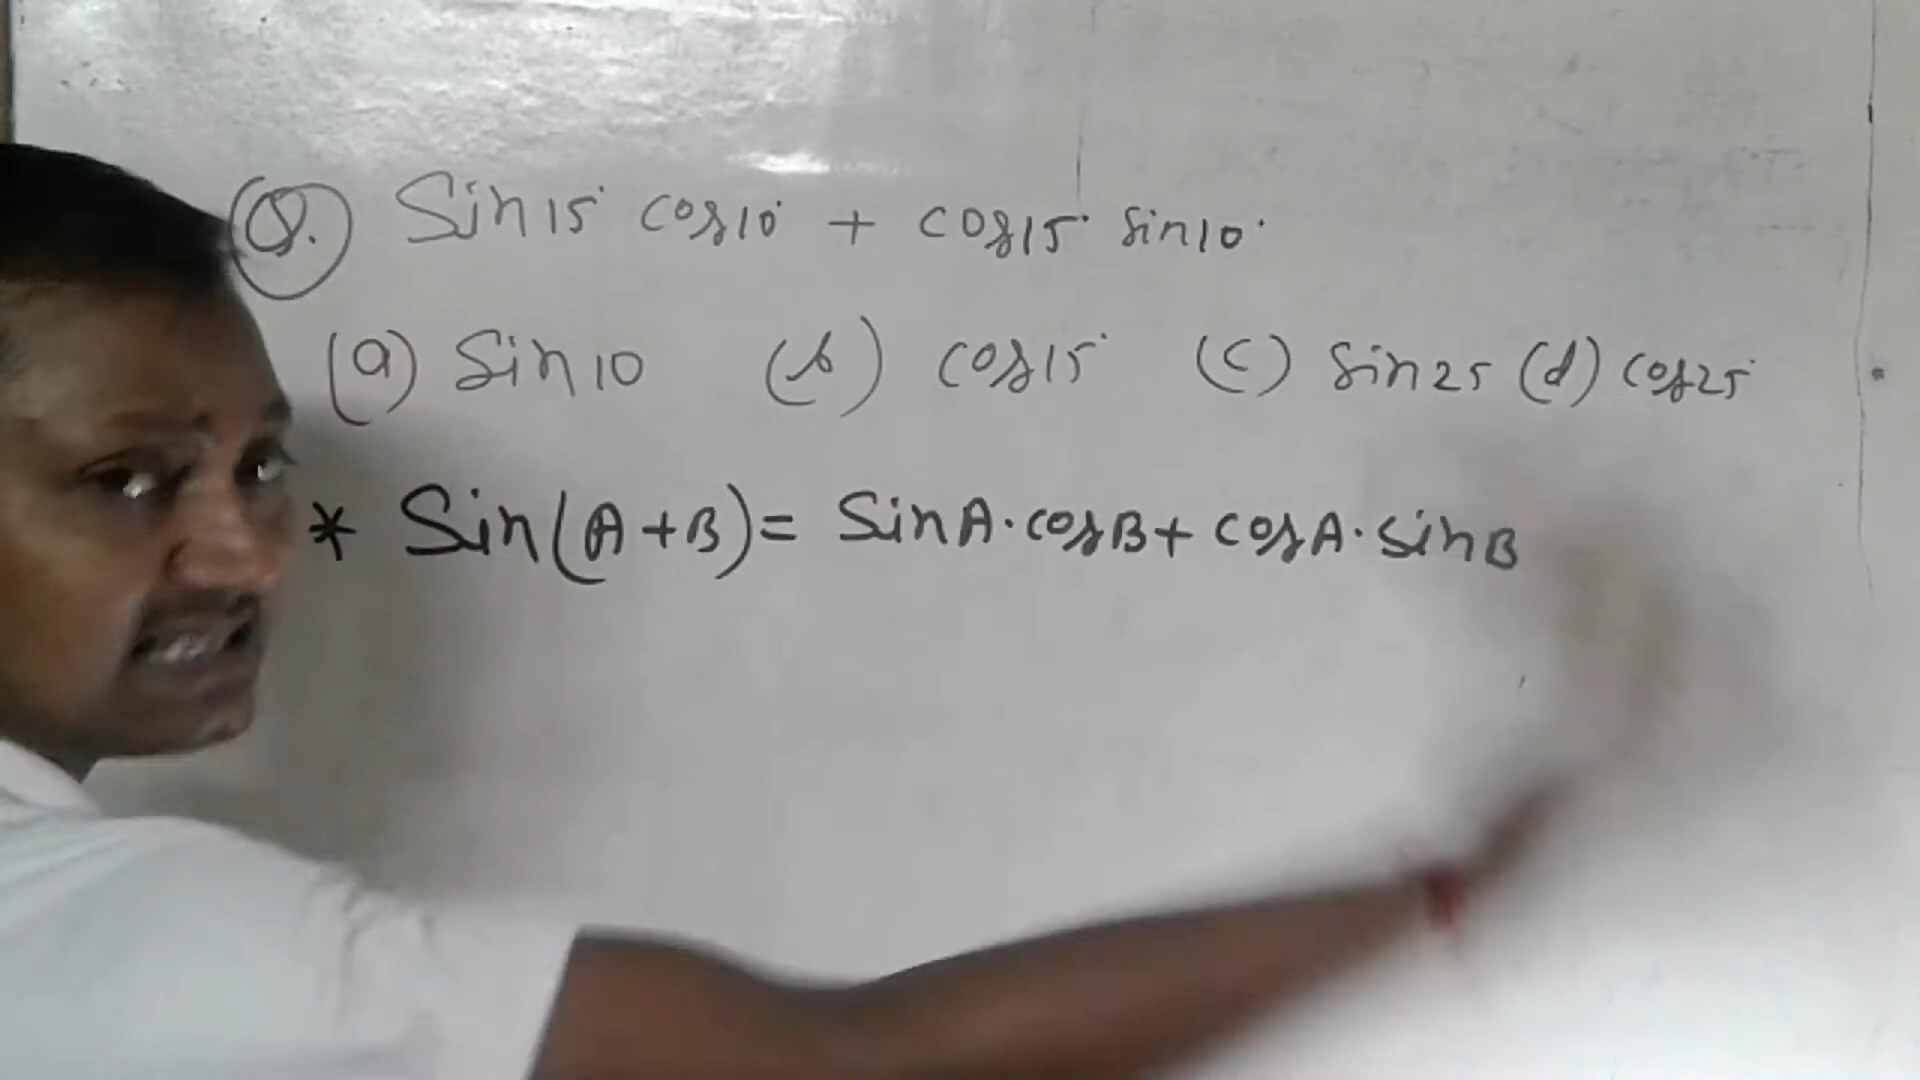 Q. Sin15° cos10° + cos15° sin10°
(a) Sin10 (b) cos15° (c) Sin25 (d) cos25°
* Sin(A+B)= SinA·cosB+ cosA·sinB